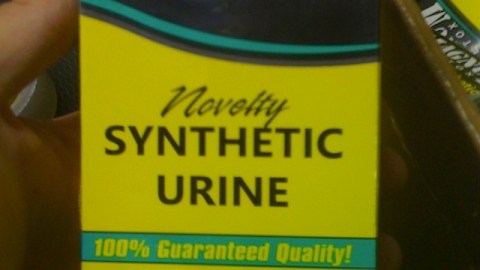 Novelty
SYNTHETIC
URINE
100% Guaranteed Quality!